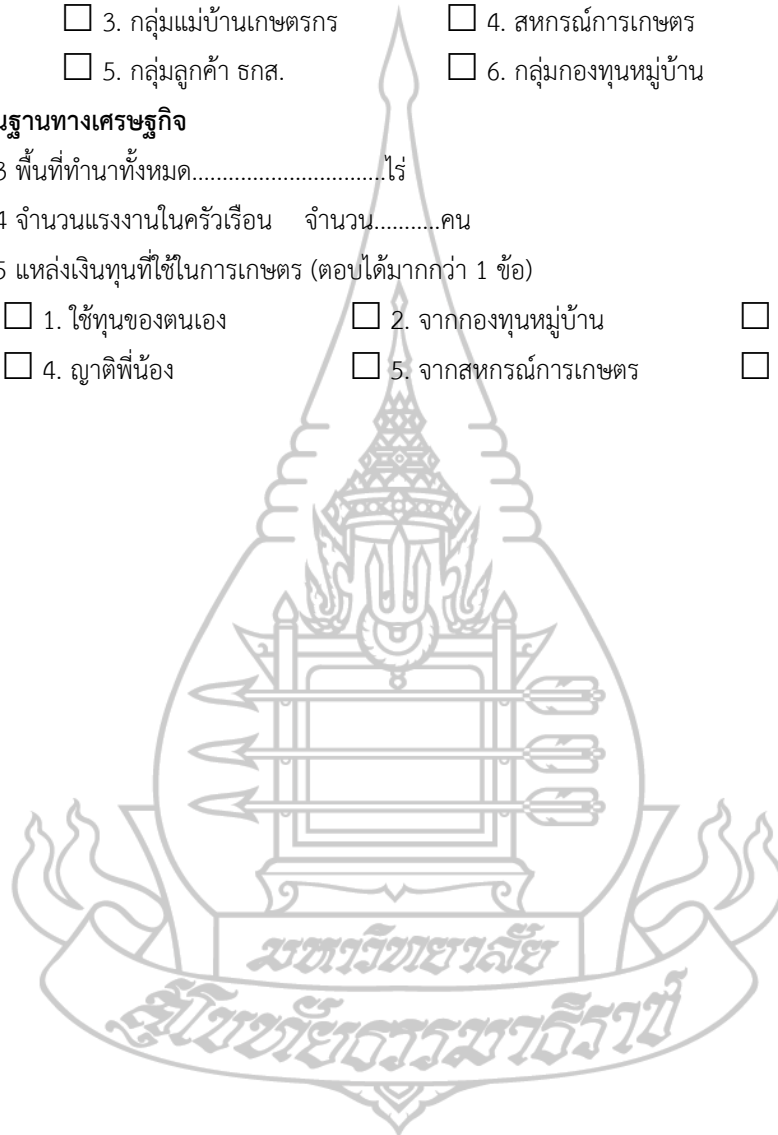 ☐ 3. กลุ่มแม่บ้านเกษตรกร ☐ 4. สหกรณ์การเกษตร
☐ 5. กลุ่มลูกค้า ธกส. ☐ 6. กลุ่มกองทุนหมู่บ้าน
นฐานทางเศรษฐกิจ
3 พื้นที่ทำนาทั้งหมด................................ไร่
4 จำนวนแรงงานในครัวเรือน จำนวน...........คน
5 แหล่งเงินทุนที่ใช้ในการเกษตร (ตอบได้มากกว่า 1 ข้อ)
☐ 1. ใช้ทุนของตนเอง ☐ 2. จากกองทุนหมู่บ้าน ☐
☐ 4. ญาติพี่น้อง ☐ 5. จากสหกรณ์การเกษตร ☐
มหาวิทยาลัย
สุโขทัยธรรมาธิราช